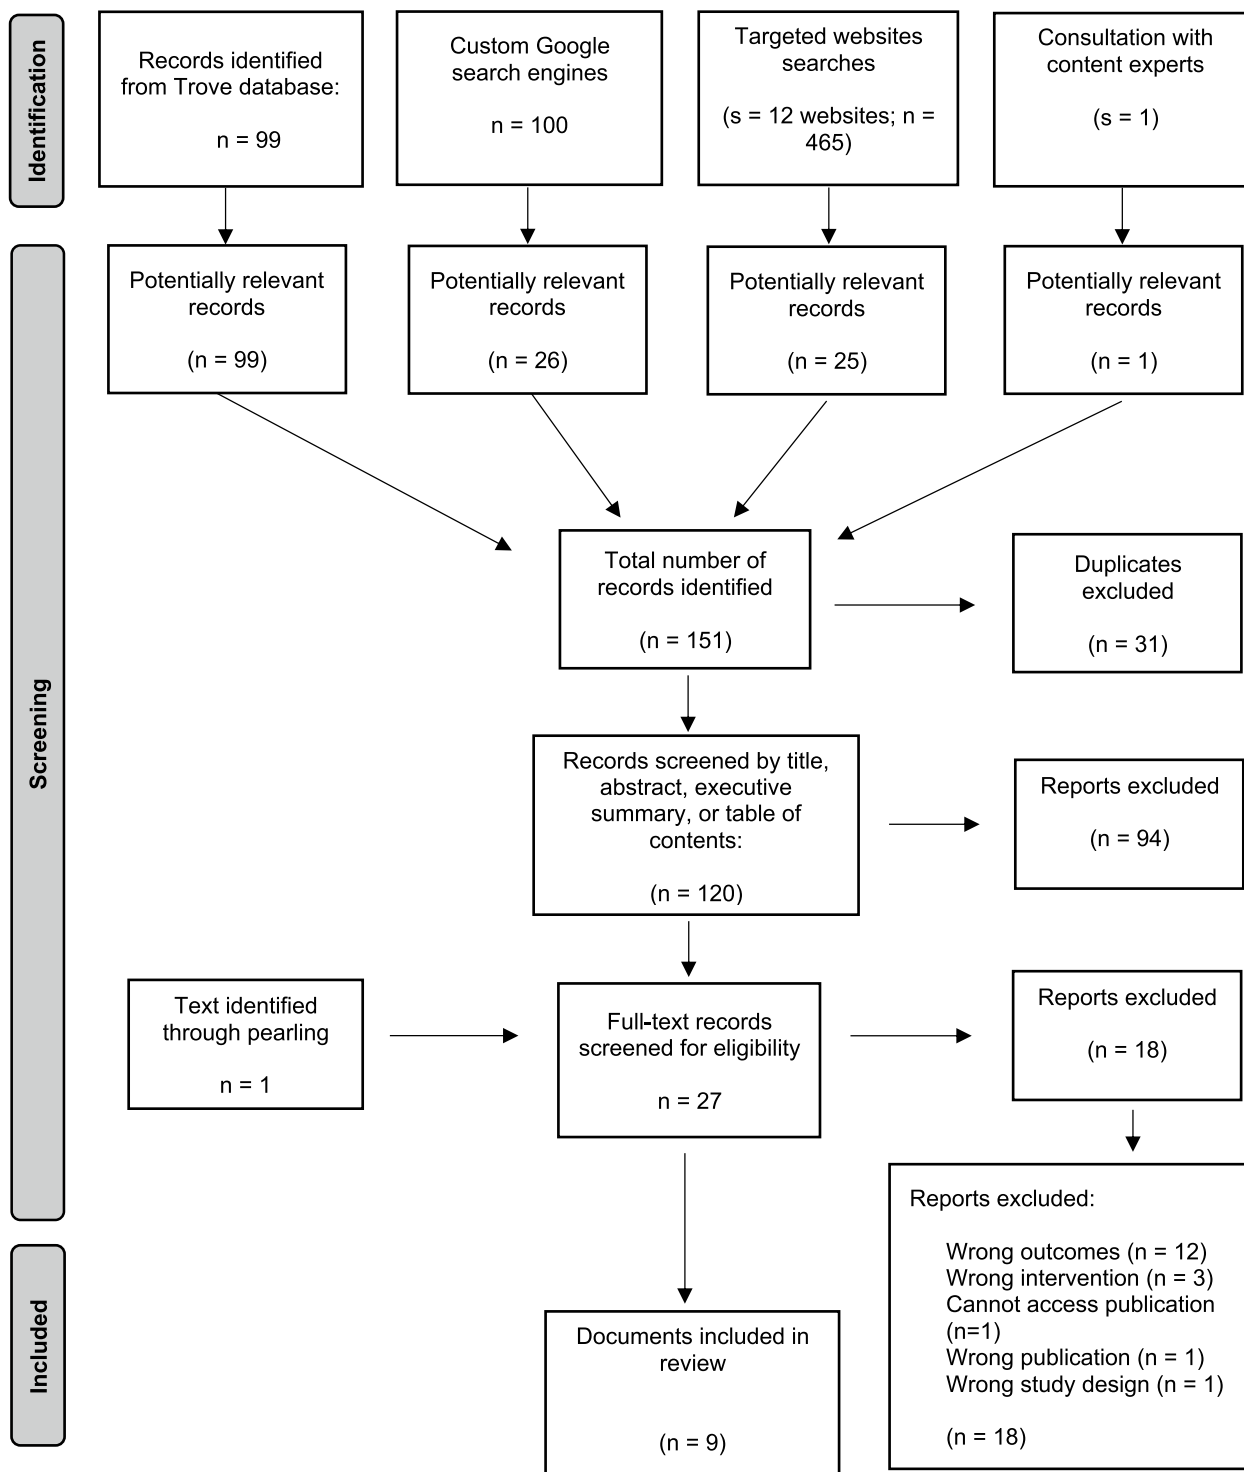 Identification
Records identified
from Trove database:
n = 99
Custom Google
search engines
n = 100
Targeted websites
searches
(s = 12 websites; n =
465)
Consultation with
content experts
(s = 1)
Screening
Potentially relevant
records
(n = 99)
Potentially relevant
records
(n = 26)
Potentially relevant
records
(n = 25)
Potentially relevant
records
(n = 1)
Total number of
records identified
(n = 151)
Duplicates
excluded
(n = 31)
Records screened by title,
abstract, executive
summary, or table of
contents:
(n = 120)
Reports excluded
(n = 94)
Text identified
through pearling
n = 1
Full-text records
screened for eligibility
n = 27
Reports excluded
(n = 18)
Reports excluded:
Wrong outcomes (n = 12)
Wrong intervention (n = 3)
Cannot access publication
(n=1)
Wrong publication (n = 1)
Wrong study design (n = 1)
(n = 18)
Included
Documents included in
review
(n = 9)